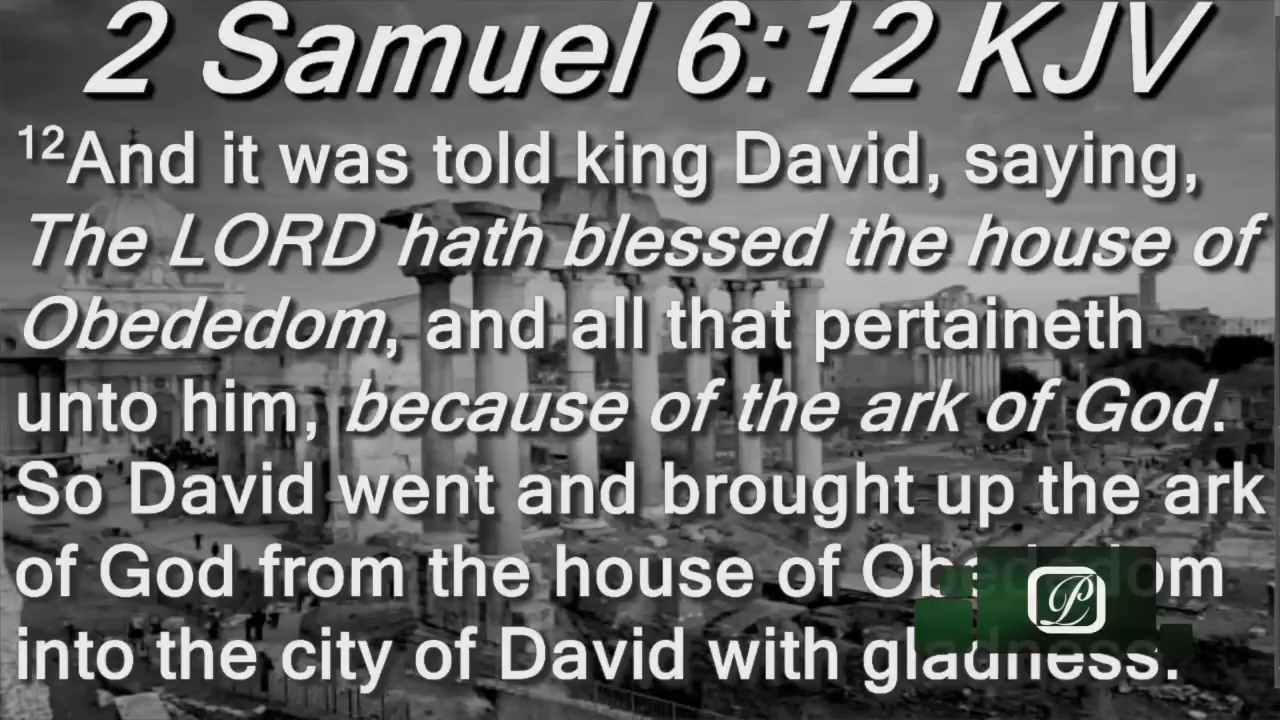 2 Samuel 6:12 KJV
12And it was told king David, saying,
The LORD hath blessed the house of
Obededom, and all that pertaineth
unto him, because of the ark of God.
So David went and brought up the ark
of God from the house of Obededom
into the city of David with gladness.
P